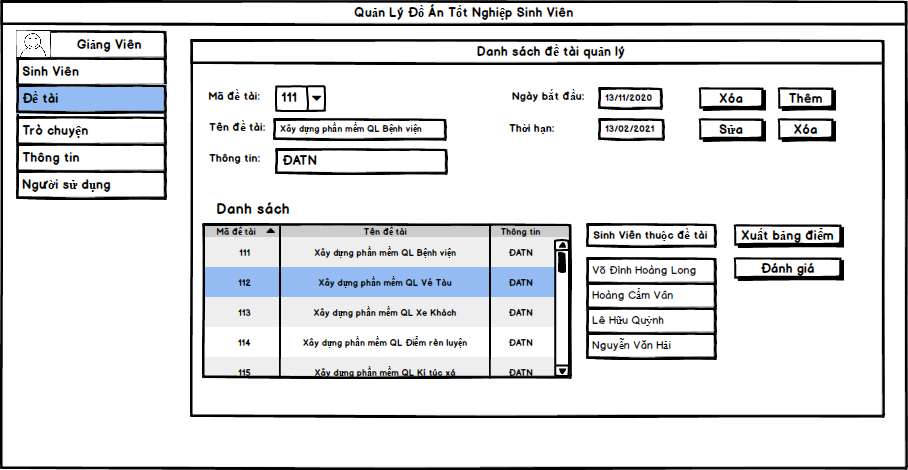 Quản Lý Đồ Án Tốt Nghiệp Sinh Viên
Giảng Viên
Sinh Viên
Đề tài
Trò chuyện
Thông tin
Người sử dụng
Danh sách đề tài quản lý
Mã đề tài: 111 Ngày bắt đầu: 13/11/2020 Xóa Thêm
Tên đề tài: Xây dựng phần mềm QL Bệnh viện Thời hạn: 13/02/2021 Sửa Xóa
Thông tin: ĐATN
Danh sách
Mã đề tài Tên đề tài Thông tin
111 Xây dựng phần mềm QL Bệnh viện ĐATN
112 Xây dựng phần mềm QL Vé Tàu ĐATN
113 Xây dựng phần mềm QL Xe Khách ĐATN
114 Xây dựng phần mềm QL Điểm rèn luyện ĐATN
115 Xây dựng phần mềm QL Kí túc xá ĐATN
Sinh Viên thuộc đề tài
Võ Đình Hoàng Long
Hoàng Cẩm Vân
Lê Hữu Quỳnh
Nguyễn Văn Hải
Xuất bảng điểm
Đánh giá